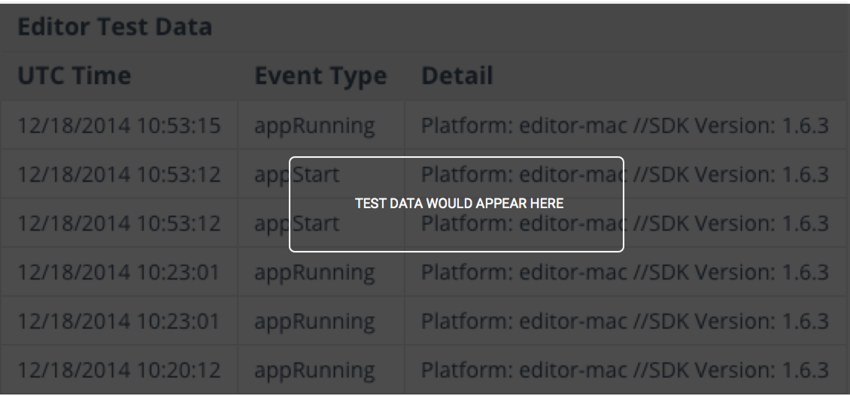 Editor Test Data
UTC Time Event Type Detail
12/18/2014 10:53:15 appRunning Platform: editor-mac //SDK Version: 1.6.3
12/18/2014 10:53:12 appStart Platform: editor-mac //SDK Version: 1.6.3
TEST DATA WOULD APPEAR HERE
12/18/2014 10:53:12 appStart Platform: editor-mac //SDK Version: 1.6.3
12/18/2014 10:23:01 appRunning Platform: editor-mac //SDK Version: 1.6.3
12/18/2014 10:23:01 appRunning Platform: editor-mac //SDK Version: 1.6.3
12/18/2014 10:20:12 appRunning Platform: editor-mac //SDK Version: 1.6.3